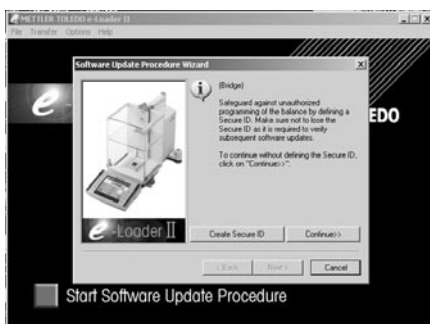 METTLER TOLEDO e-Loader II
File Transfer Options Help
Software Update Procedure Wizard
(Bridge)
Safeguard against unauthorized
programming of the balance by defining a
Secure ID. Make sure not to lose the
Secure ID as it is required to verify
subsequent software updates.
To continue without defining the Secure ID,
click on "Continue>>".
e
EDO
e-Loader II
Create Secure ID Continue>>
<Back Next> Cancel
Start Software Update Procedure